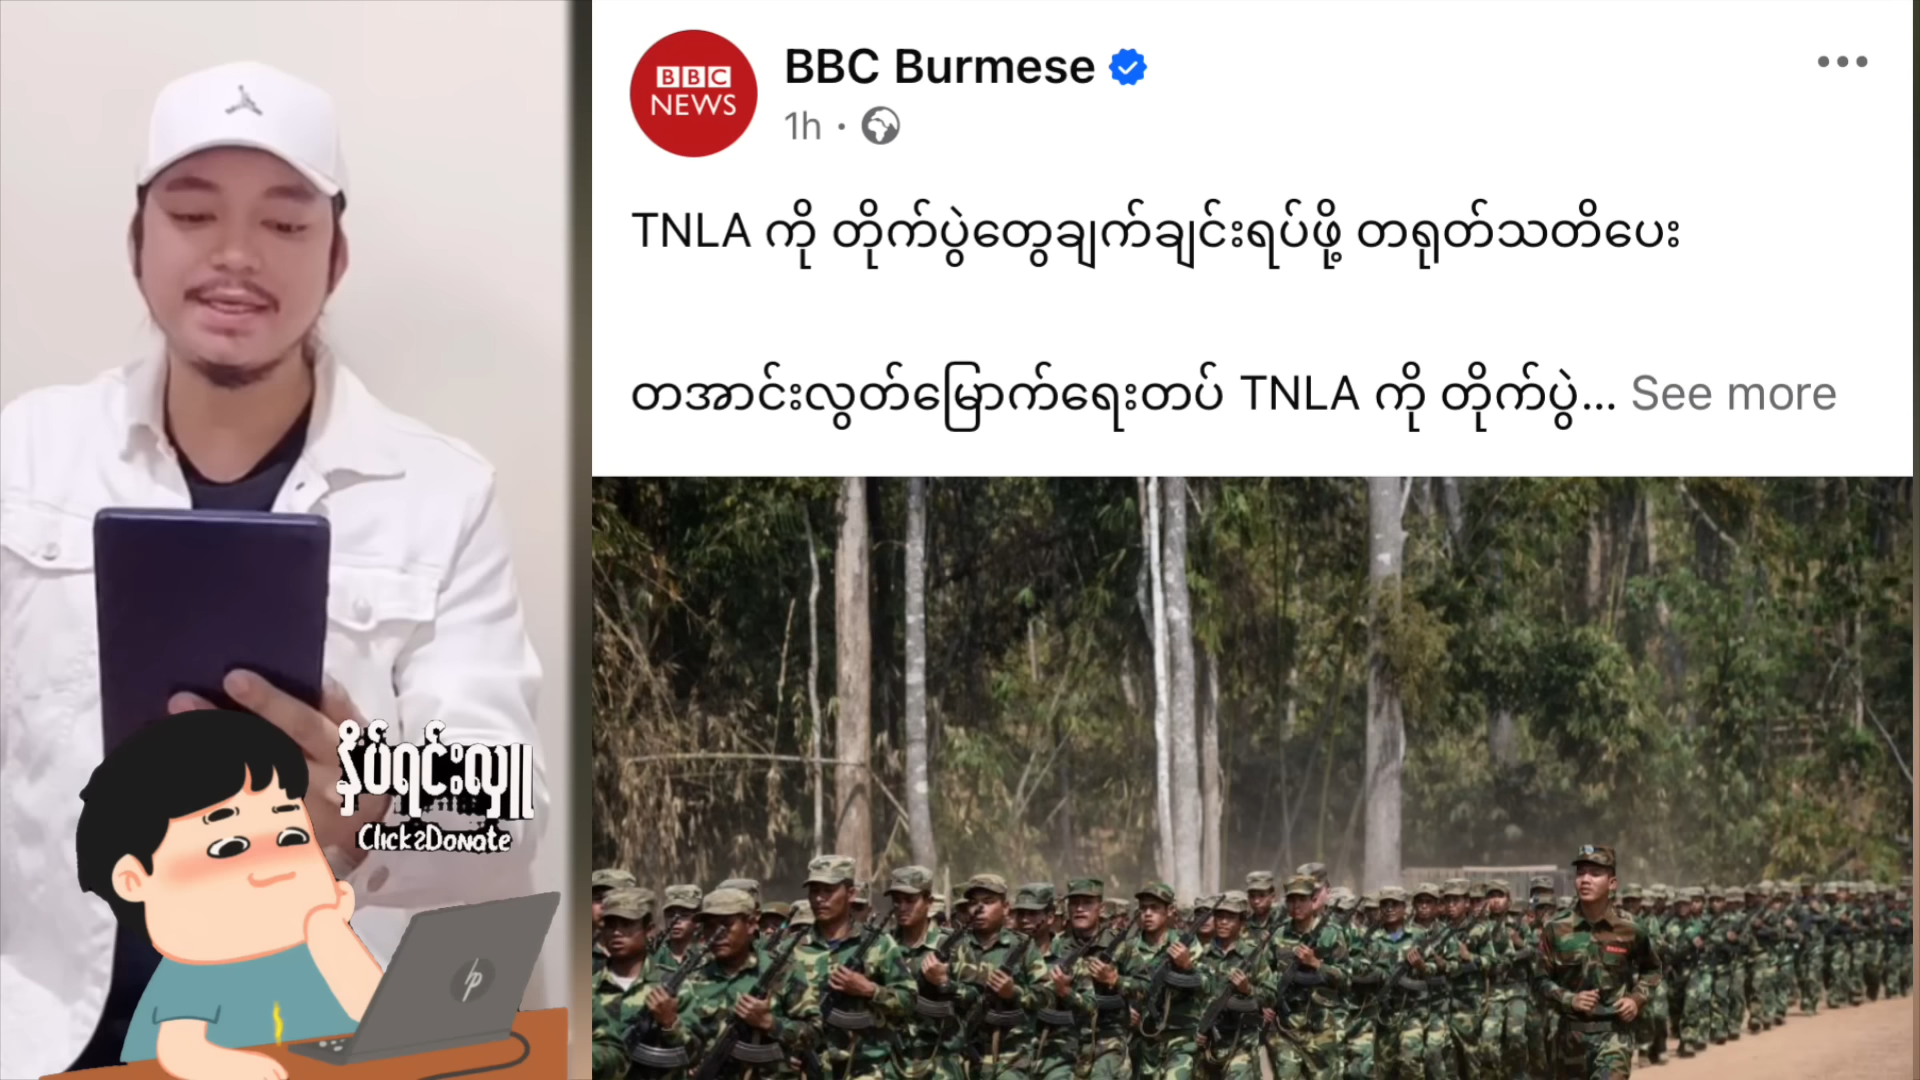 BBC
NEWS
BBC Burmese
1h
TNLA ကို တိုက်ပွဲတွေချက်ချင်းရပ်ဖို့ တရုတ်သတိပေး
တအာင်းလွတ်မြောက်ရေးတပ် TNLA ကို တိုက်ပွဲ... See more
နှိပ်ရင်းလှူ
Click2Donate
hp